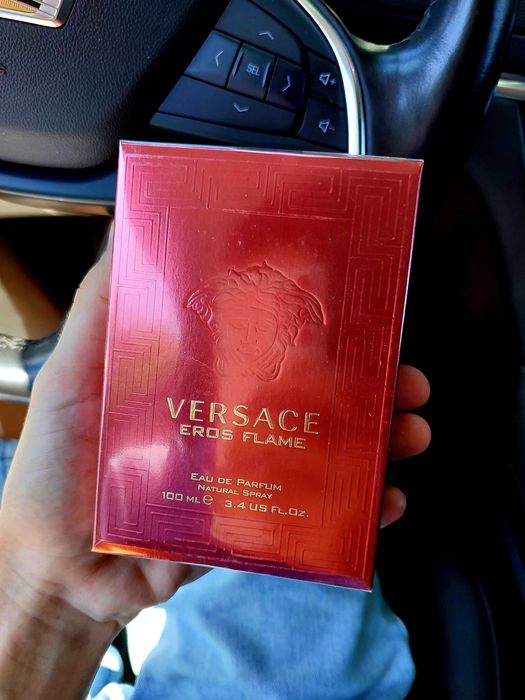 SEL
VERSACE
EROS FLAME
EAU DE PARFUM
NATURAL SPRAY
100 ML ℮ 3.4 US FL.OZ.